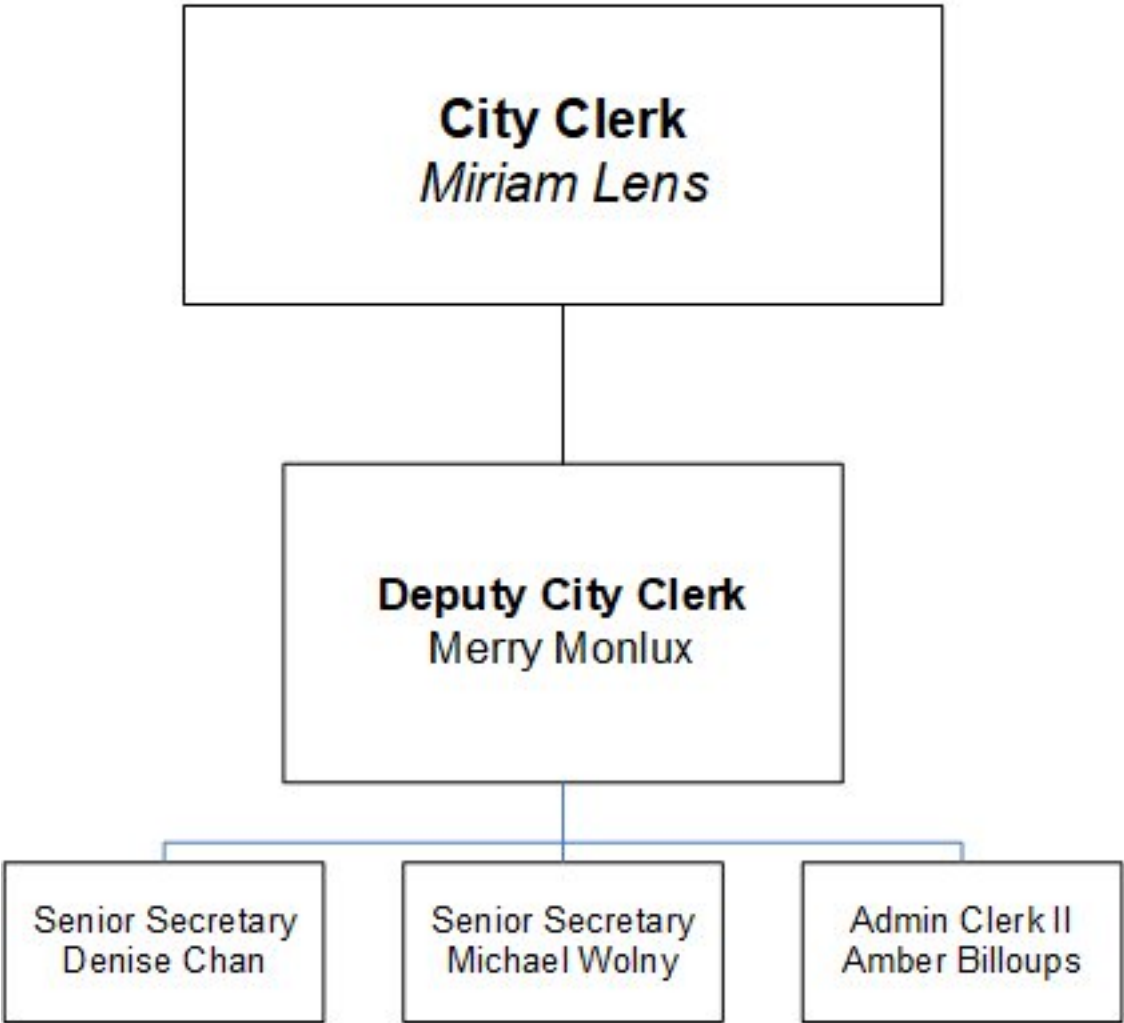 City Clerk
Miriam Lens
Deputy City Clerk
Merry Monlux
Senior Secretary
Denise Chan
Senior Secretary
Michael Wolny
Admin Clerk II
Amber Billoups